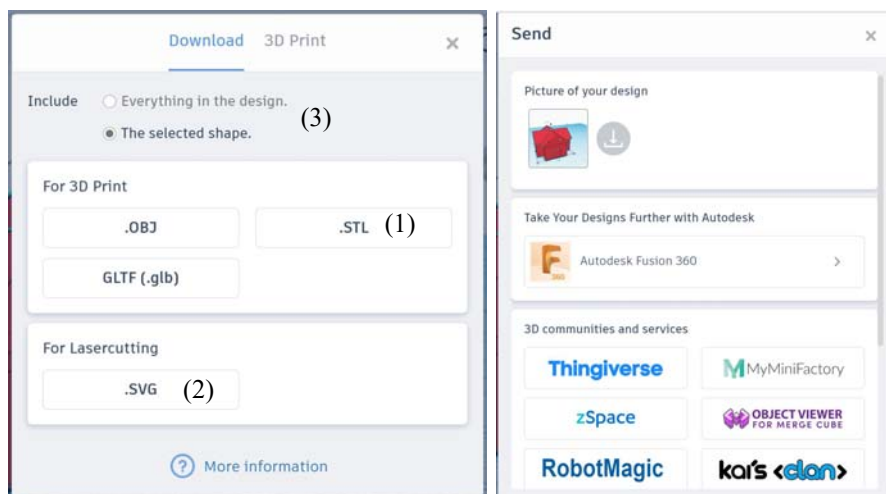 Download 3D Print ×
Include Everything in the design. (3)
The selected shape.
For 3D Print
.OBJ .STL (1)
GLTF (.glb)
For Lasercutting
.SVG (2)
? More information
Send ×
Picture of your design
Take Your Designs Further with Autodesk
F 360 Autodesk Fusion 360 >
3D communities and services
Thingiverse MyMiniFactory
zSpace OBJECT VIEWER
FOR MERGE CUBE
RobotMagic kai's <clan>